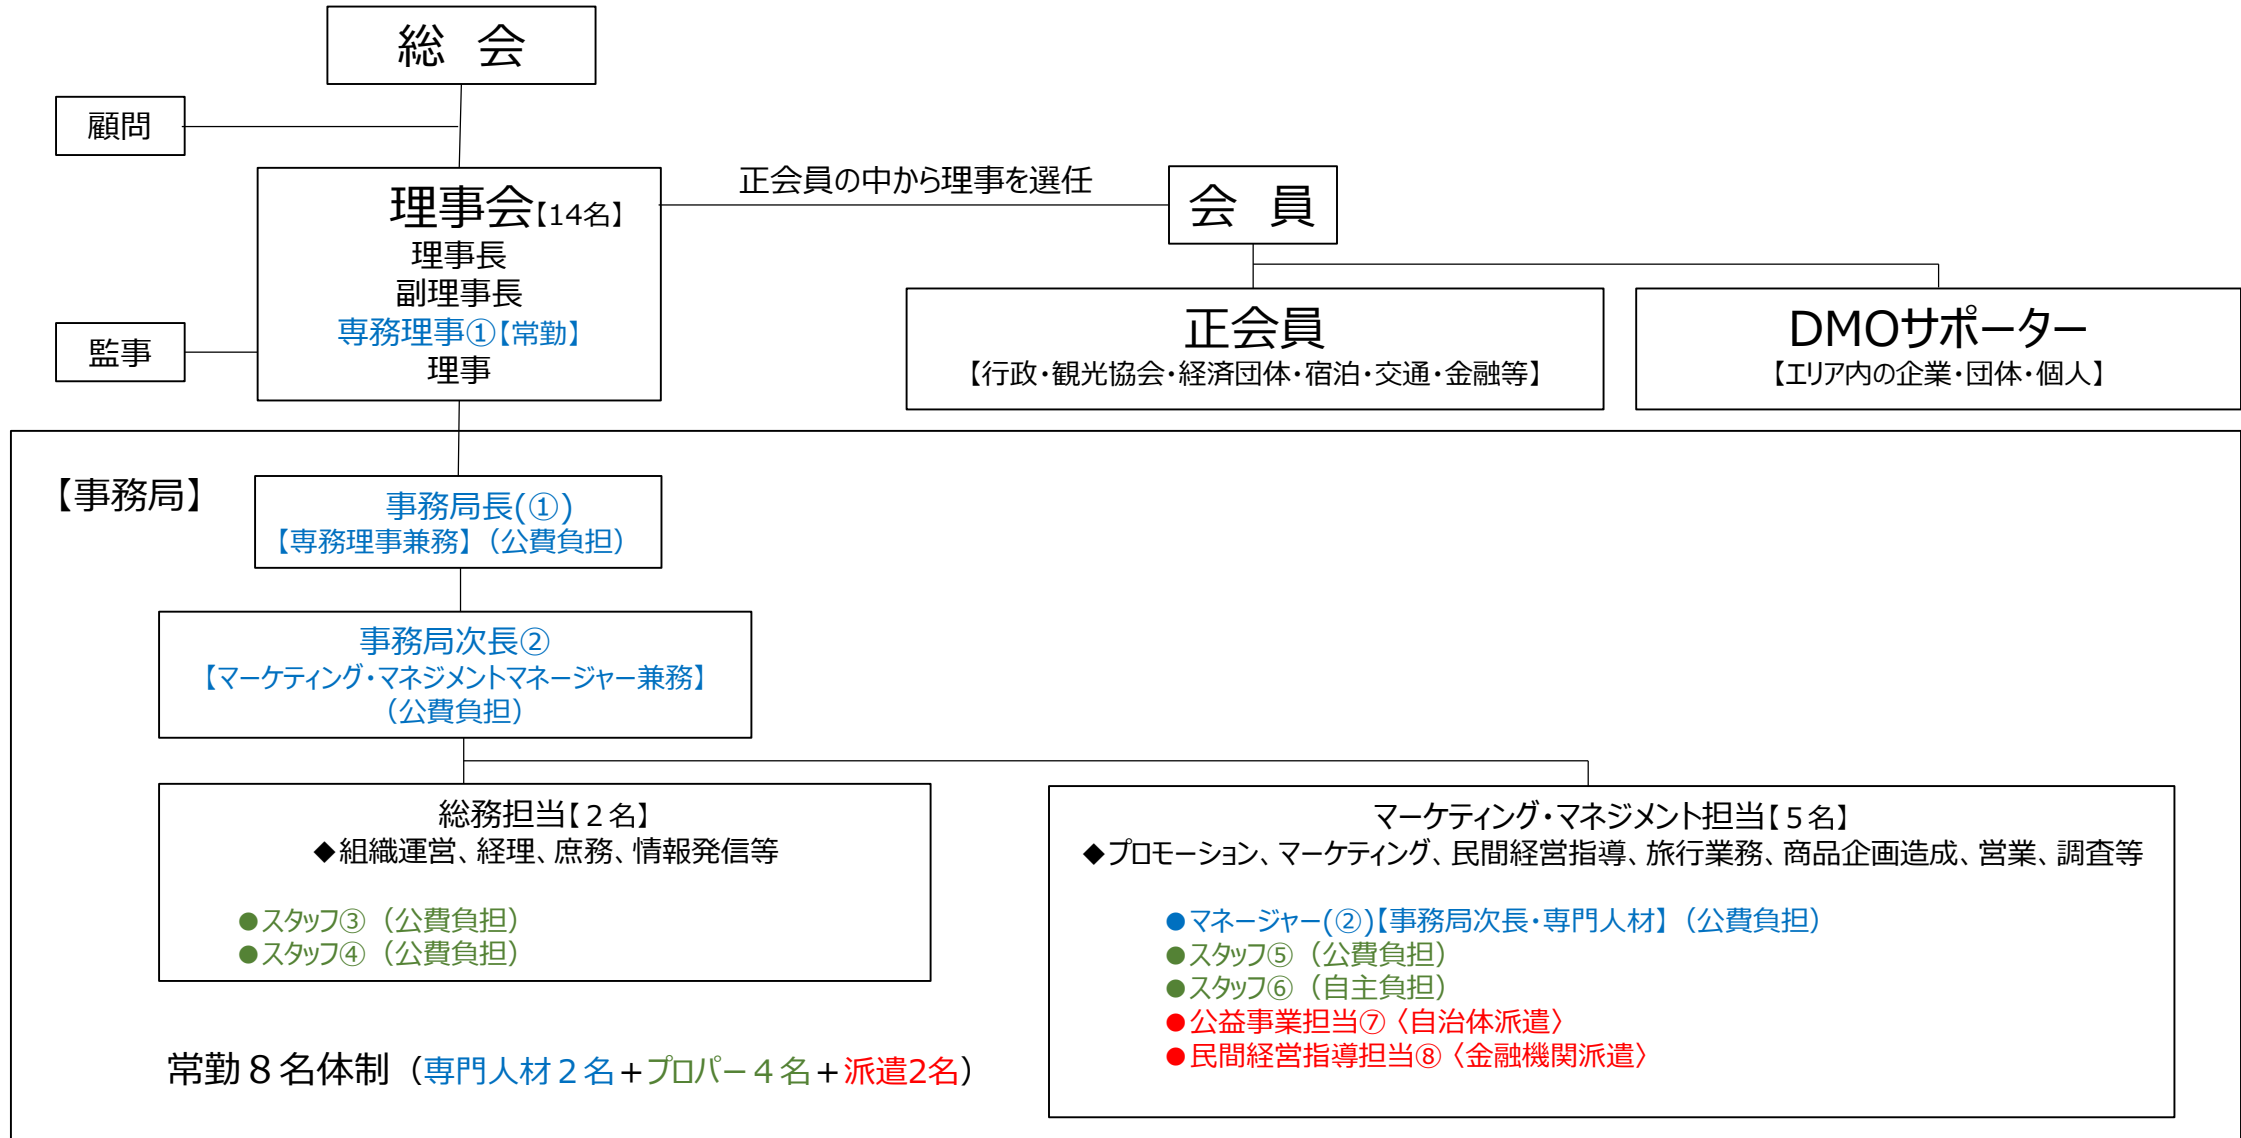 総　会
顧問
理事会【14名】
理事長
副理事長
専務理事①【常勤】
理事
監事
正会員の中から理事を選任
会　員
正会員
【行政・観光協会・経済団体・宿泊・交通・金融等】
DMOサポーター
【エリア内の企業・団体・個人】
【事務局】
事務局長(①)
【専務理事兼務】（公費負担）
事務局次長②
【マーケティング・マネジメントマネージャー兼務】
（公費負担）
総務担当【２名】
◆組織運営、経理、庶務、情報発信等
●スタッフ③（公費負担）
●スタッフ④（公費負担）
マーケティング・マネジメント担当【５名】
◆プロモーション、マーケティング、民間経営指導、旅行業務、商品企画造成、営業、調査等
●マネージャー(②)【事務局次長・専門人材】（公費負担）
●スタッフ⑤（公費負担）
●スタッフ⑥（自主負担）
●公益事業担当⑦〈自治体派遣〉
●民間経営指導担当⑧〈金融機関派遣〉
常勤８名体制（専門人材２名＋プロパー４名＋派遣2名）